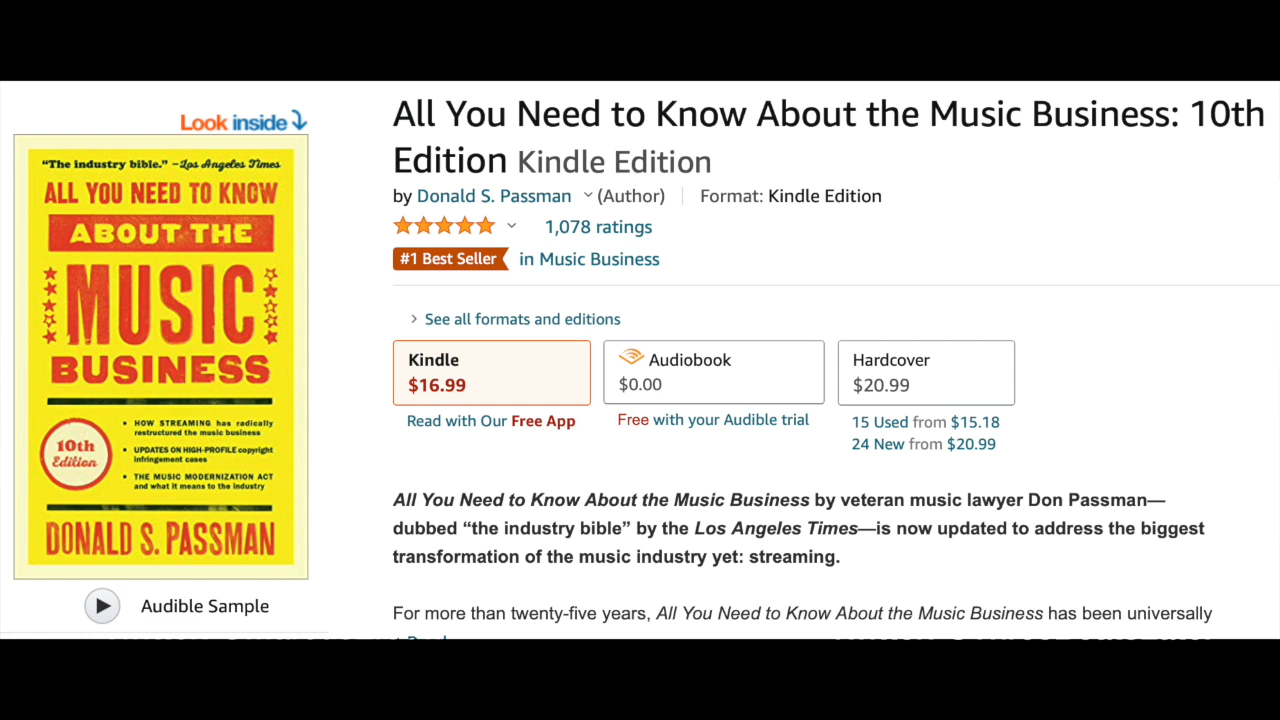 Look inside
"The industry bible." —Los Angeles Times
ALL YOU NEED TO KNOW
ABOUT THE
MUSIC
BUSINESS
10th
Edition
• HOW STREAMING has radically
restructured the music business
• UPDATES ON HIGH-PROFILE copyright
infringement cases
• THE MUSIC MODERNIZATION ACT
and what it means to the industry
DONALD S. PASSMAN
Audible Sample
All You Need to Know About the Music Business: 10th
Edition Kindle Edition
by Donald S. Passman (Author) Format: Kindle Edition
1,078 ratings
#1 Best Seller in Music Business
See all formats and editions
Kindle
$16.99
Read with Our Free App
Audiobook
$0.00
Free with your Audible trial
Hardcover
$20.99
15 Used from $15.18
24 New from $20.99
All You Need to Know About the Music Business by veteran music lawyer Don Passman—
dubbed “the industry bible” by the Los Angeles Times—is now updated to address the biggest
transformation of the music industry yet: streaming.
For more than twenty-five years, All You Need to Know About the Music Business has been universally